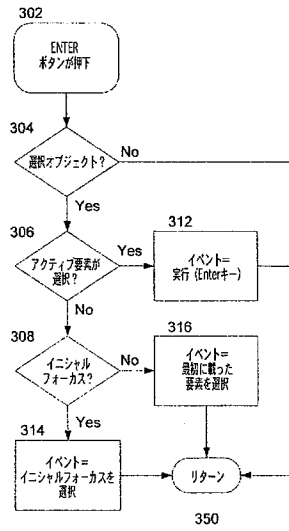 302
ENTER
ボタンが押下
304
選択オブジェクト?
No
Yes
306
アクティブ要素が
選択?
Yes
312
イベント=
実行 (Enterキー)
No
308
イニシャル
フォーカス?
No
316
イベント=
最初に載った
要素を選択
Yes
314
イベント=
イニシャルフォーカスを
選択
リターン
350